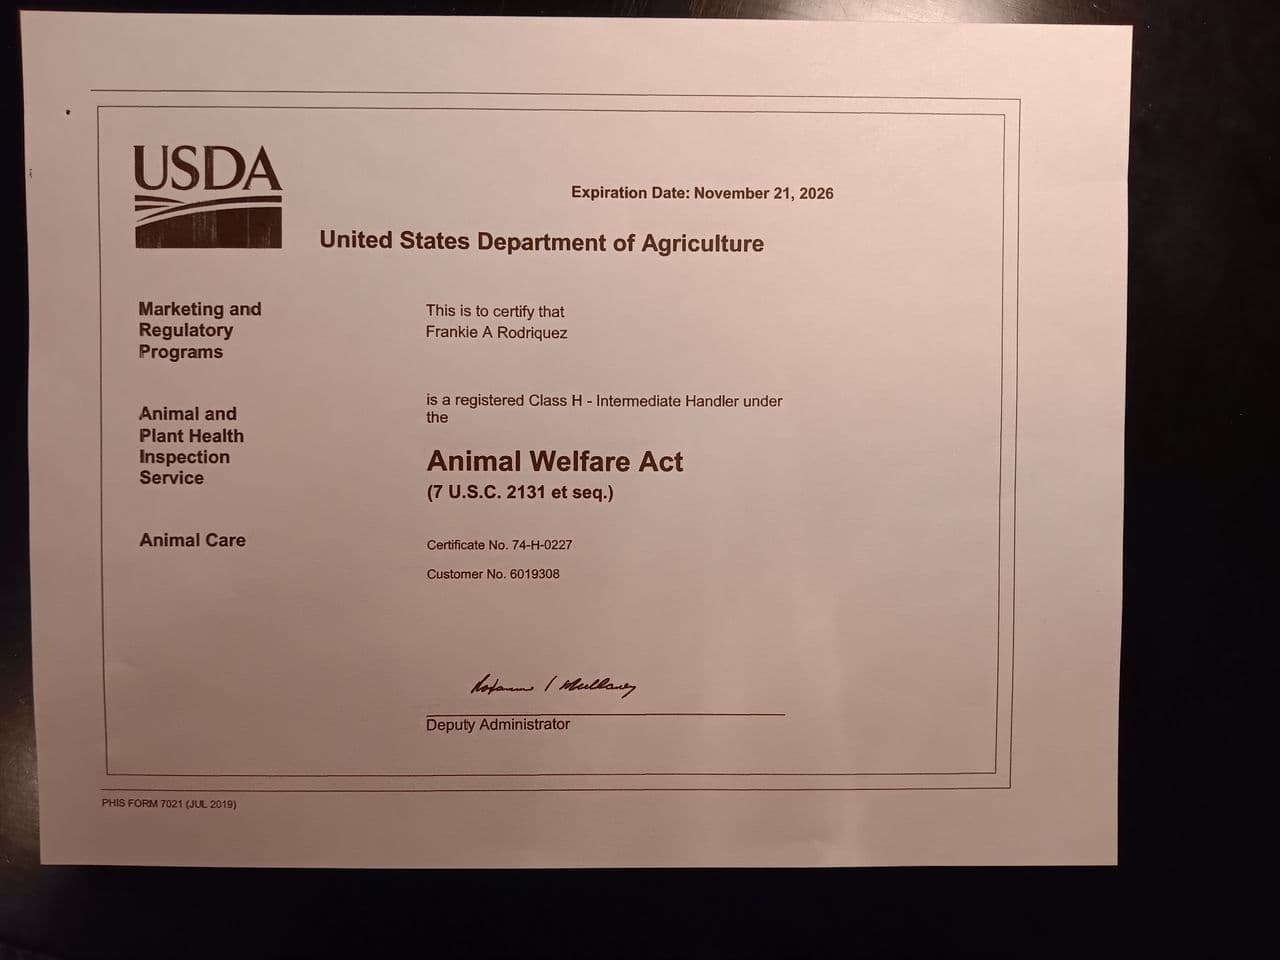 USDA
Expiration Date: November 21, 2026
United States Department of Agriculture
Marketing and
Regulatory
Programs
Animal and
Plant Health
Inspection
Service
Animal Care
This is to certify that
Frankie A Rodriquez
is a registered Class H - Intermediate Handler under
the
Animal Welfare Act
(7 U.S.C. 2131 et seq.)
Certificate No. 74-H-0227
Customer No. 6019308
Deputy Administrator
PHIS FORM 7021 (JUL 2019)